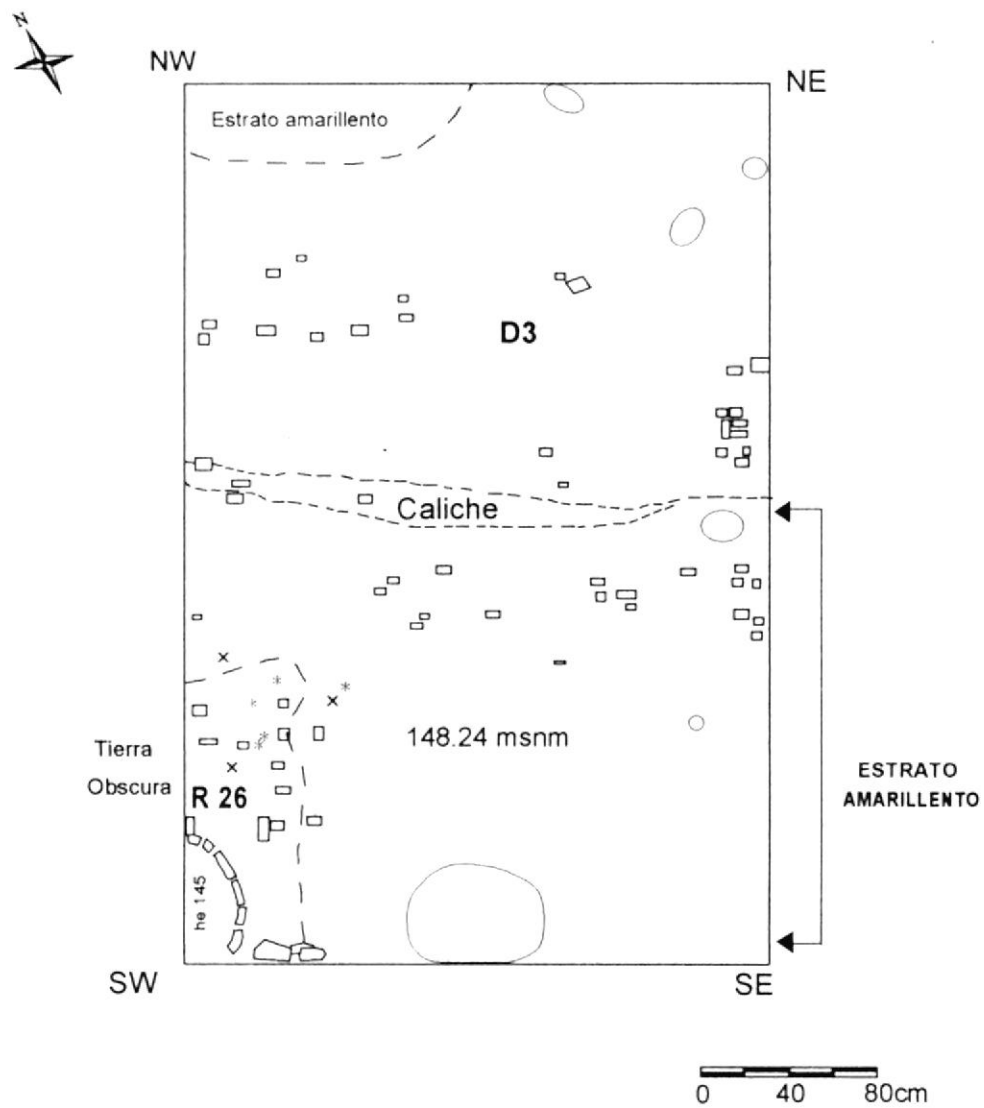 N
NW
NE
Estrato amarillento
D3
Caliche
148.24 msnm
Tierra
Obscura
R 26
he 145
ESTRATO
AMARILLENTO
SW
SE
0 40 80cm